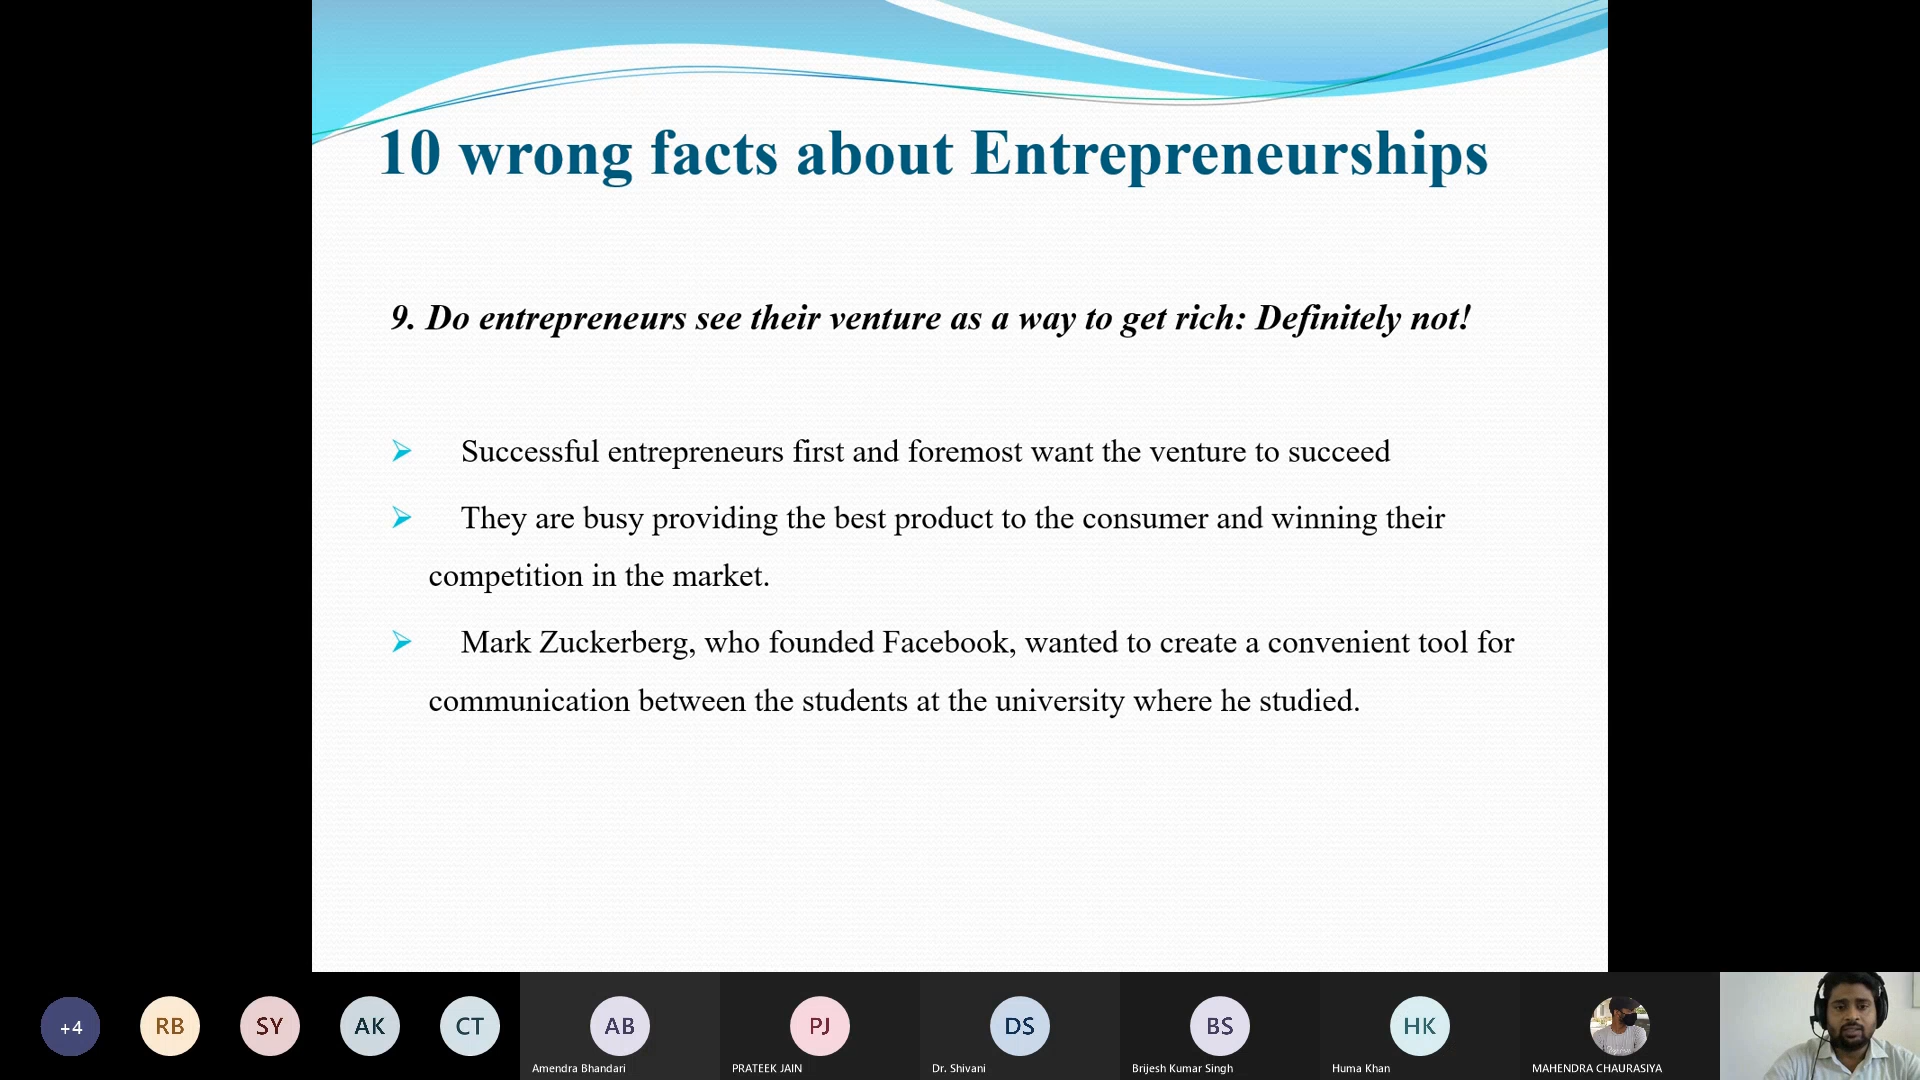 10 wrong facts about Entrepreneurships
9. Do entrepreneurs see their venture as a way to get rich: Definitely not!
Successful entrepreneurs first and foremost want the venture to succeed
They are busy providing the best product to the consumer and winning their
competition in the market.
Mark Zuckerberg, who founded Facebook, wanted to create a convenient tool for
communication between the students at the university where he studied.
+4
RB
SY
AK
CT
AB
PJ
DS
BS
HK
Amendra Bhandari
PRATEEK JAIN
Dr. Shivani
Brijesh Kumar Singh
Huma Khan
MAHENDRA CHAURASIYA